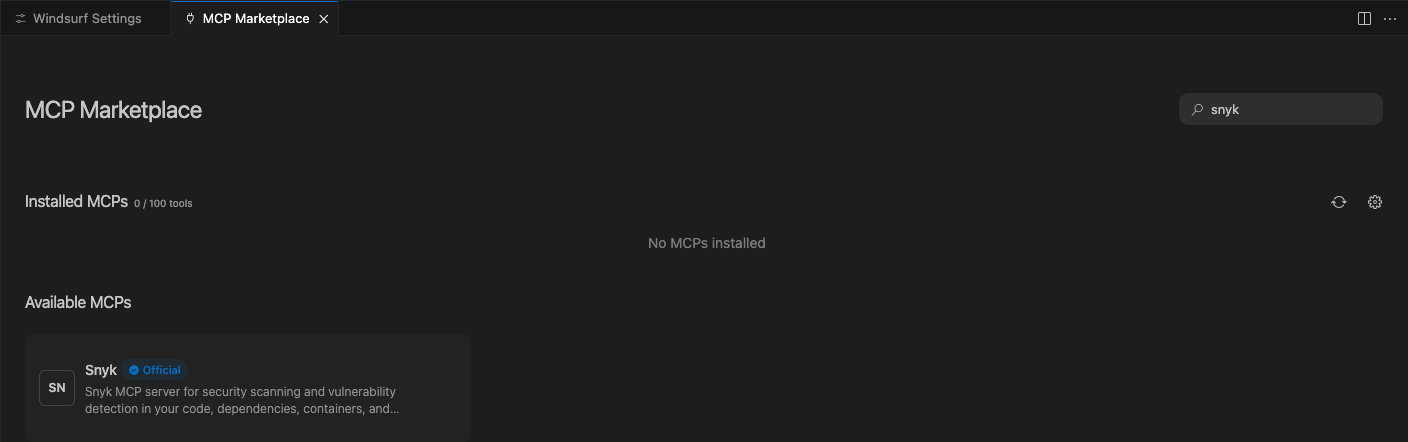 Windsurf Settings
MCP Marketplace
MCP Marketplace
snyk
Installed MCPs 0 / 100 tools
No MCPs installed
Available MCPs
SN
Snyk Official
Snyk MCP server for security scanning and vulnerability
detection in your code, dependencies, containers, and...